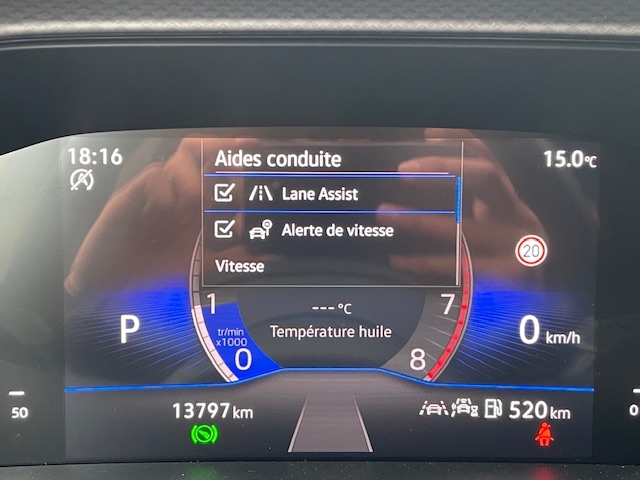 18:16
Aides conduite
15.0°C
Lane Assist
Alerte de vitesse
20
Vitesse
1
--- °C
7
P
tr/min
x1000
Température huile
0 km/h
0
8
50
13797 km
520 km
0